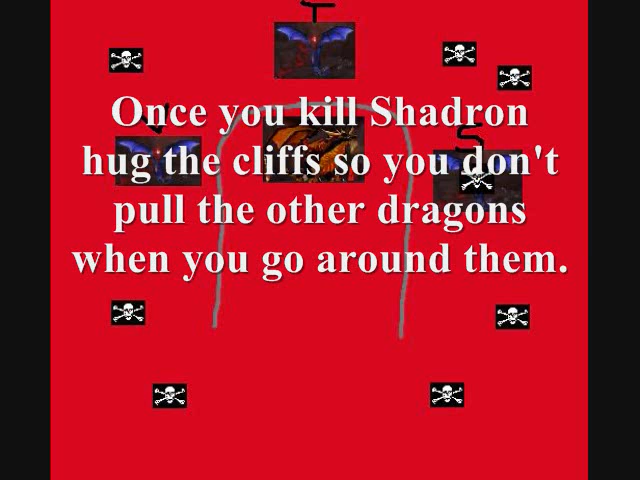 T
Once you kill Shadron
hug the cliffs so you don't
pull the other dragons
when you go around them.
V
S